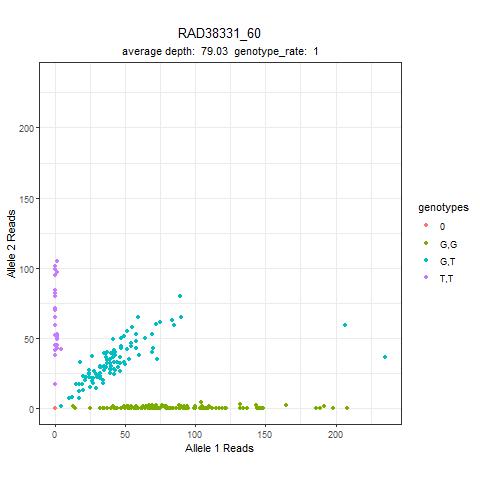 RAD38331_60
average depth: 79.03 genotype_rate: 1
200
150
100
50
0
Allele 2 Reads
0 50 100 150 200
Allele 1 Reads
genotypes
0
G,G
G,T
T,T